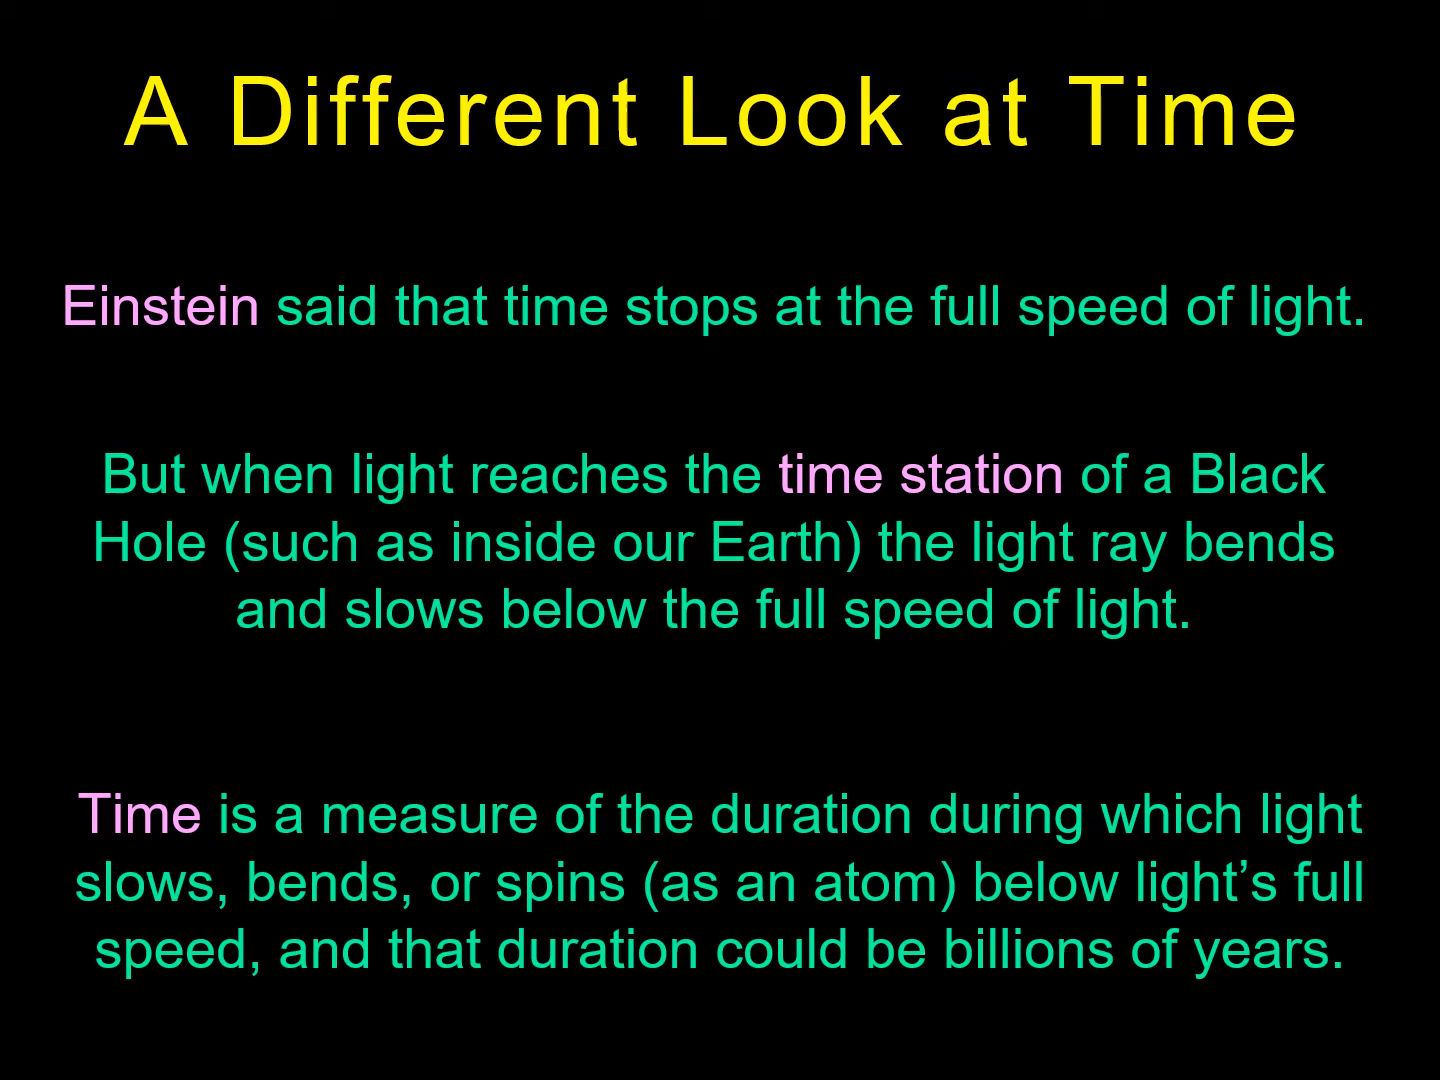 A Different Look at Time
Einstein said that time stops at the full speed of light.
But when light reaches the time station of a Black
Hole (such as inside our Earth) the light ray bends
and slows below the full speed of light.
Time is a measure of the duration during which light
slows, bends, or spins (as an atom) below light’s full
speed, and that duration could be billions of years.